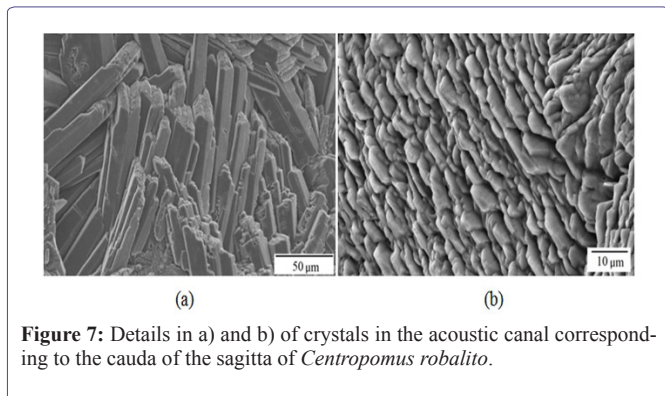 50 µm
10 µm
(a)
(b)
Figure 7: Details in a) and b) of crystals in the acoustic canal correspond-
ing to the cauda of the sagitta of Centropomus robalito.